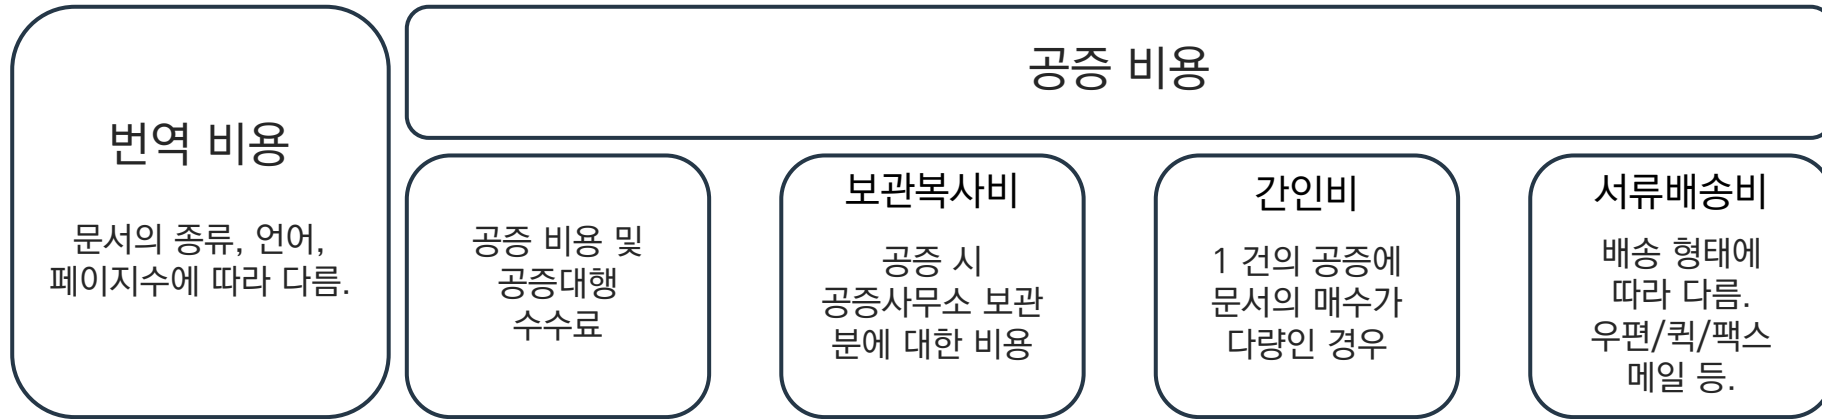 번역 비용
문서의 종류, 언어,
페이지수에 따라 다름.
공증 비용
공증 비용 및
공증대행
수수료
보관복사비
공증 시
공증사무소 보관
분에 대한 비용
간인비
1 건의 공증에
문서의 매수가
다량인 경우
서류배송비
배송 형태에
따라 다름.
우편/퀵/팩스
메일 등.